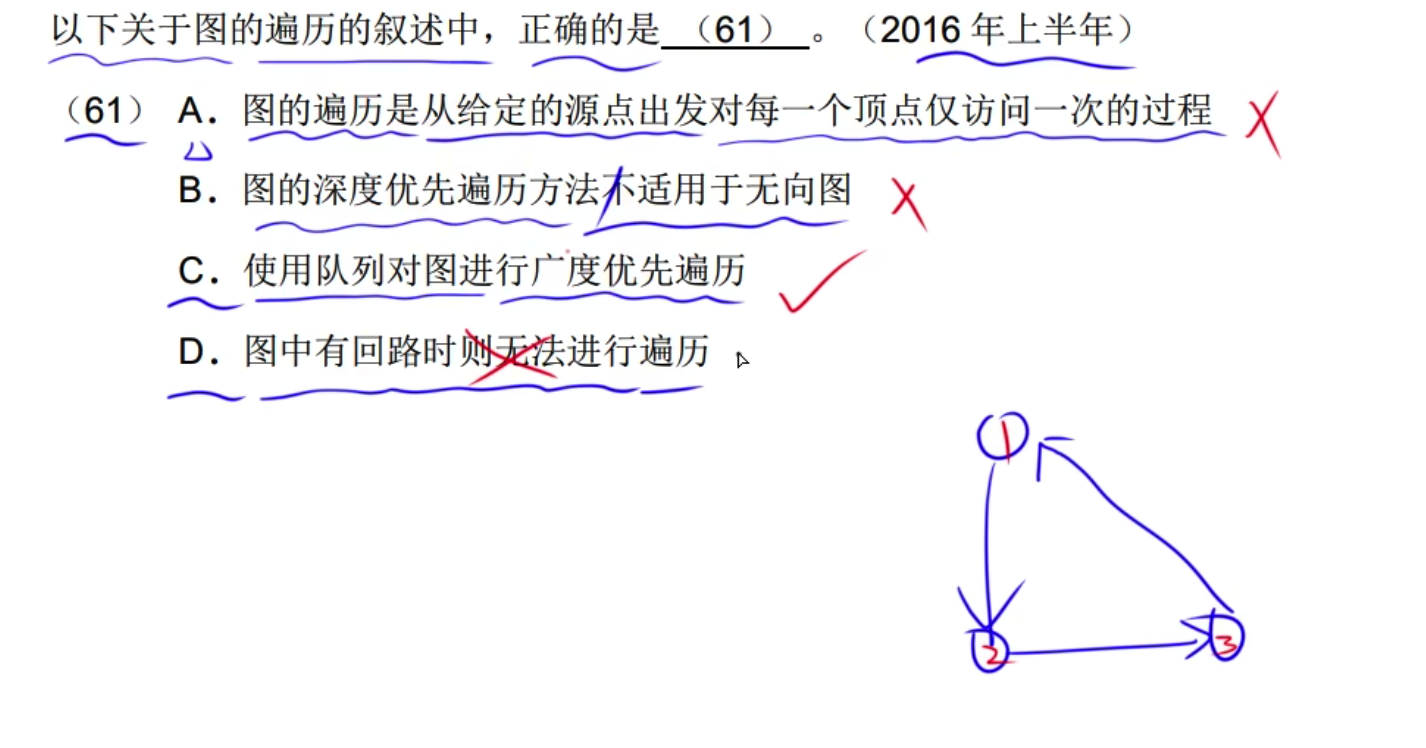 以下关于图的遍历的叙述中，正确的是 （61） 。（2016 年上半年）
（61） A．图的遍历是从给定的源点出发对每一个顶点仅访问一次的过程
B．图的深度优先遍历方法不适用于无向图
C．使用队列对图进行广度优先遍历
D．图中有回路时则无法进行遍历
1
2
3